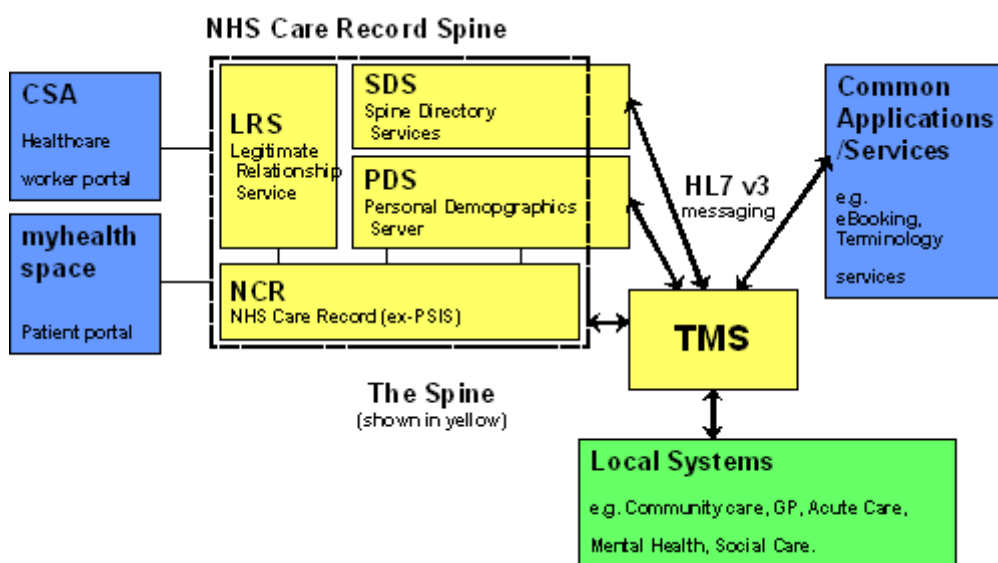 NHS Care Record Spine
CSA
Healthcare
worker portal
myhealth
space
Patient portal
LRS
Legitimate
Relationship
Service
SDS
Spine Directory
Services
PDS
Personal Demopgraphics
Server
NCR
NHS Care Record (ex-PSIS)
The Spine
(shown in yellow)
HL7 v3
messaging
TMS
Common
Applications
/Services
e.g.
eBooking,
Terminology
services
Local Systems
e.g. Community care, GP, Acute Care,
Mental Health, Social Care.